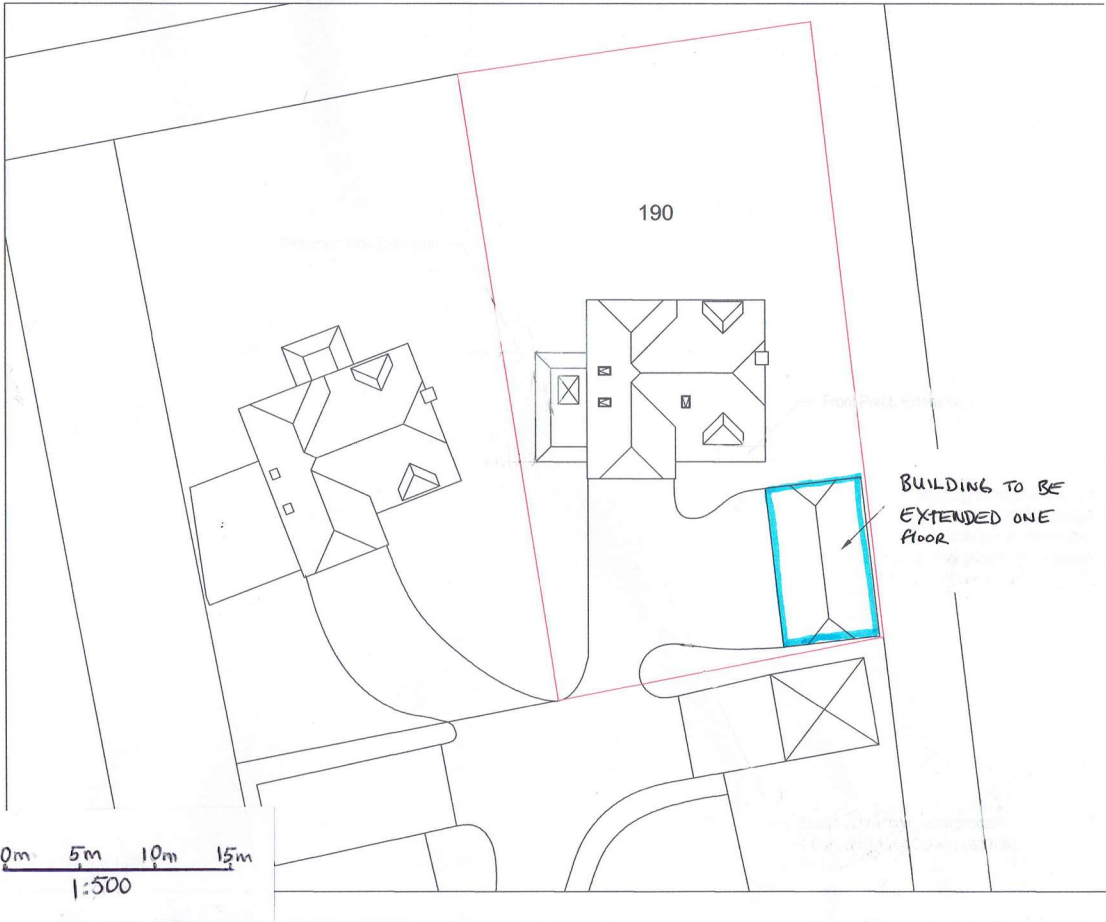 190
BUILDING TO BE
EXTENDED ONE
FLOOR
0m 5m 10m 15m
1:500